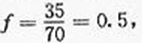 f = 35/70 = 0.5,